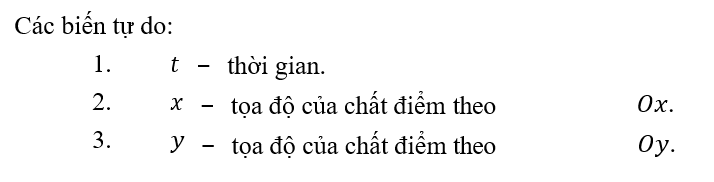 Các biến tự do:
1. t – thời gian.
2. x – tọa độ của chất điểm theo Ox.
3. y – tọa độ của chất điểm theo Oy.